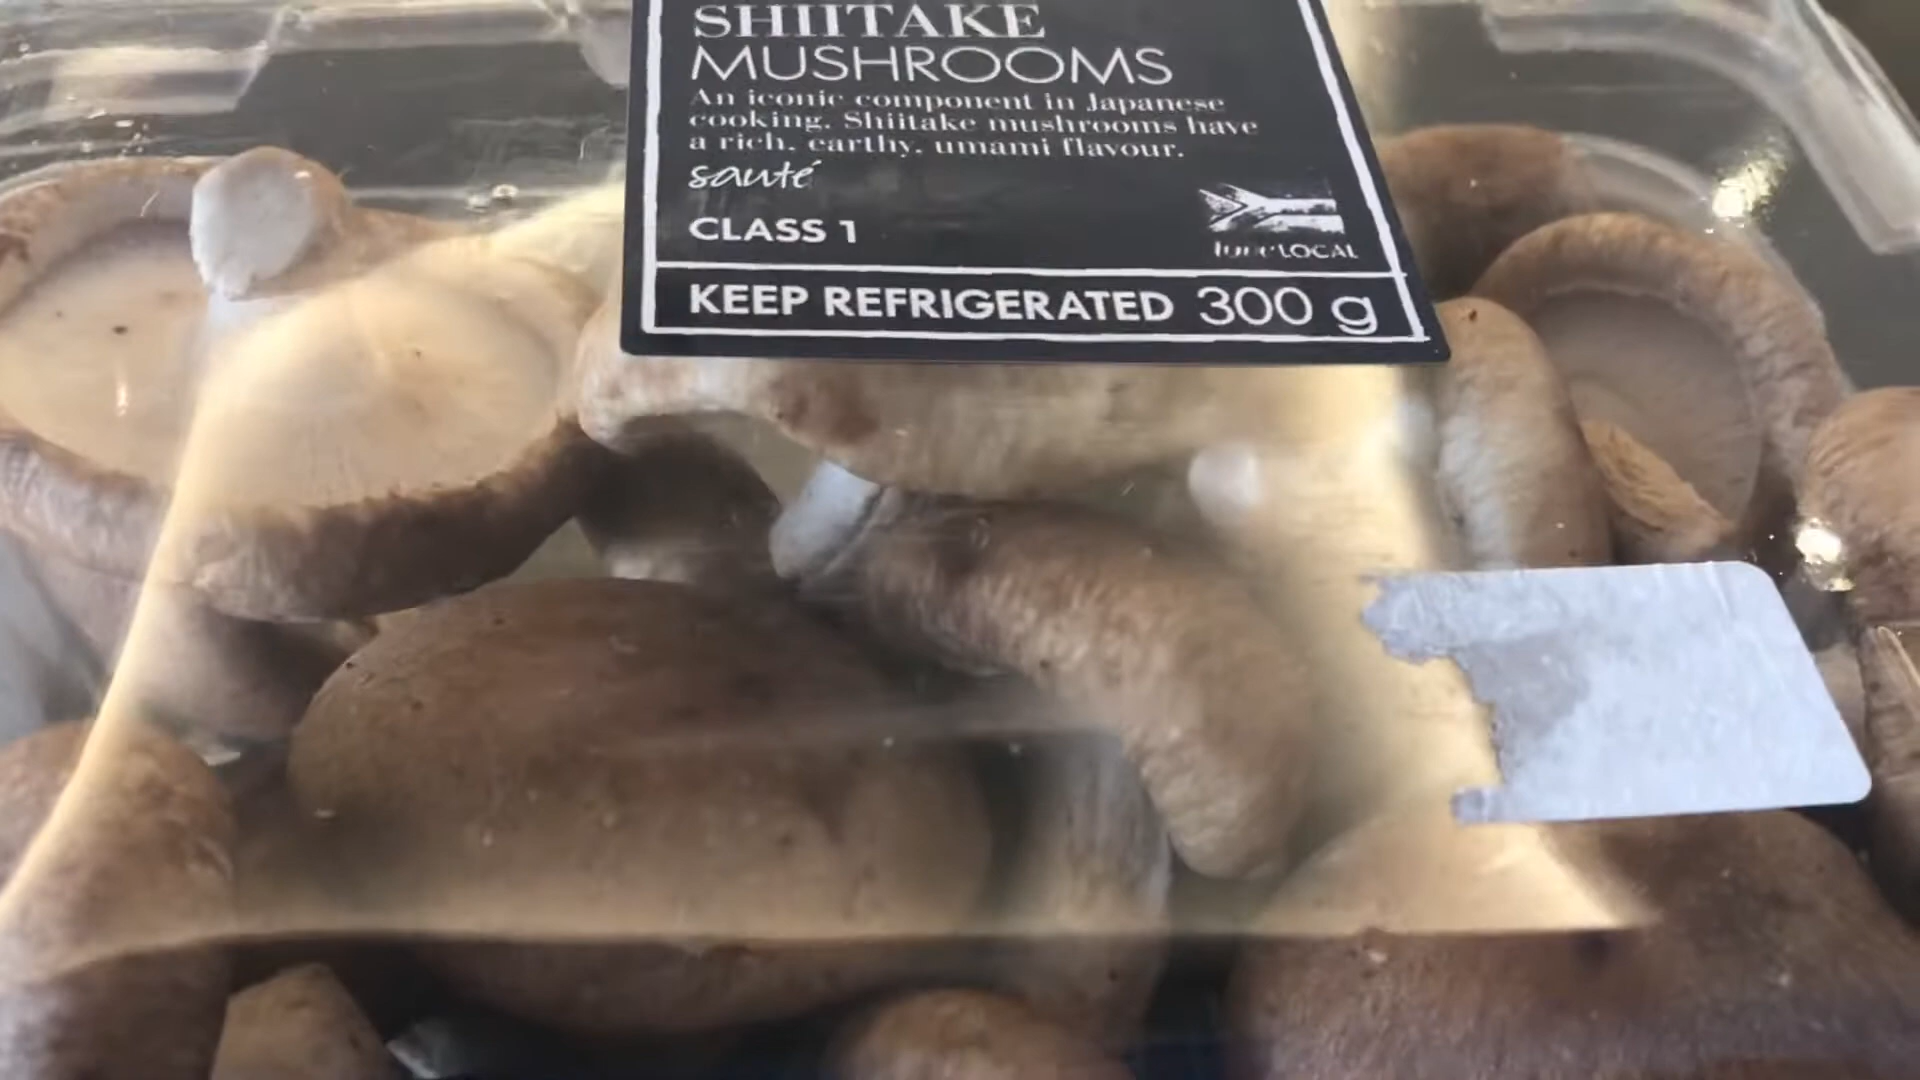 SHIITAKE
MUSHROOMS
An iconic component in Japanese
cooking. Shiitake mushrooms have
a rich, earthy, umami flavour.
sauté
CLASS 1
love LOCAL
KEEP REFRIGERATED 300 g